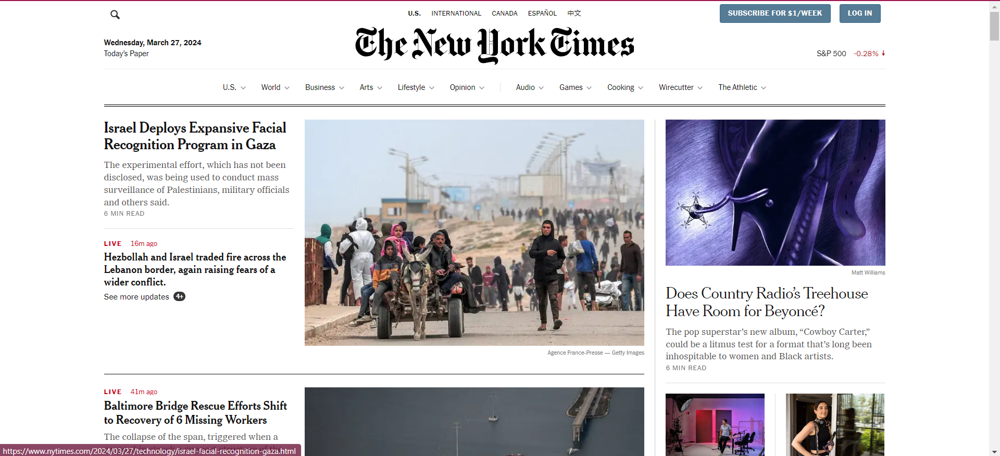 U.S. INTERNATIONAL CANADA ESPAÑOL 中文
SUBSCRIBE FOR $1/WEEK LOG IN
Wednesday, March 27, 2024
Today's Paper
The New York Times
S&P 500 -0.28%
U.S. World Business Arts Lifestyle Opinion Audio Games Cooking Wirecutter The Athletic
Israel Deploys Expansive Facial
Recognition Program in Gaza
The experimental effort, which has not been
disclosed, was being used to conduct mass
surveillance of Palestinians, military officials
and others said.
6 MIN READ
LIVE 16m ago
Hezbollah and Israel traded fire across the
Lebanon border, again raising fears of a
wider conflict.
See more updates 4+
Agence France-Presse — Getty Images
LIVE 41m ago
Baltimore Bridge Rescue Efforts Shift
to Recovery of 6 Missing Workers
The collapse of the span, triggered when a
https://www.nytimes.com/2024/03/27/technology/israel-facial-recognition-gaza.html
Matt Williams
Does Country Radio’s Treehouse
Have Room for Beyoncé?
The pop superstar’s new album, “Cowboy Carter,”
could be a litmus test for a format that’s long been
inhospitable to women and Black artists.
6 MIN READ